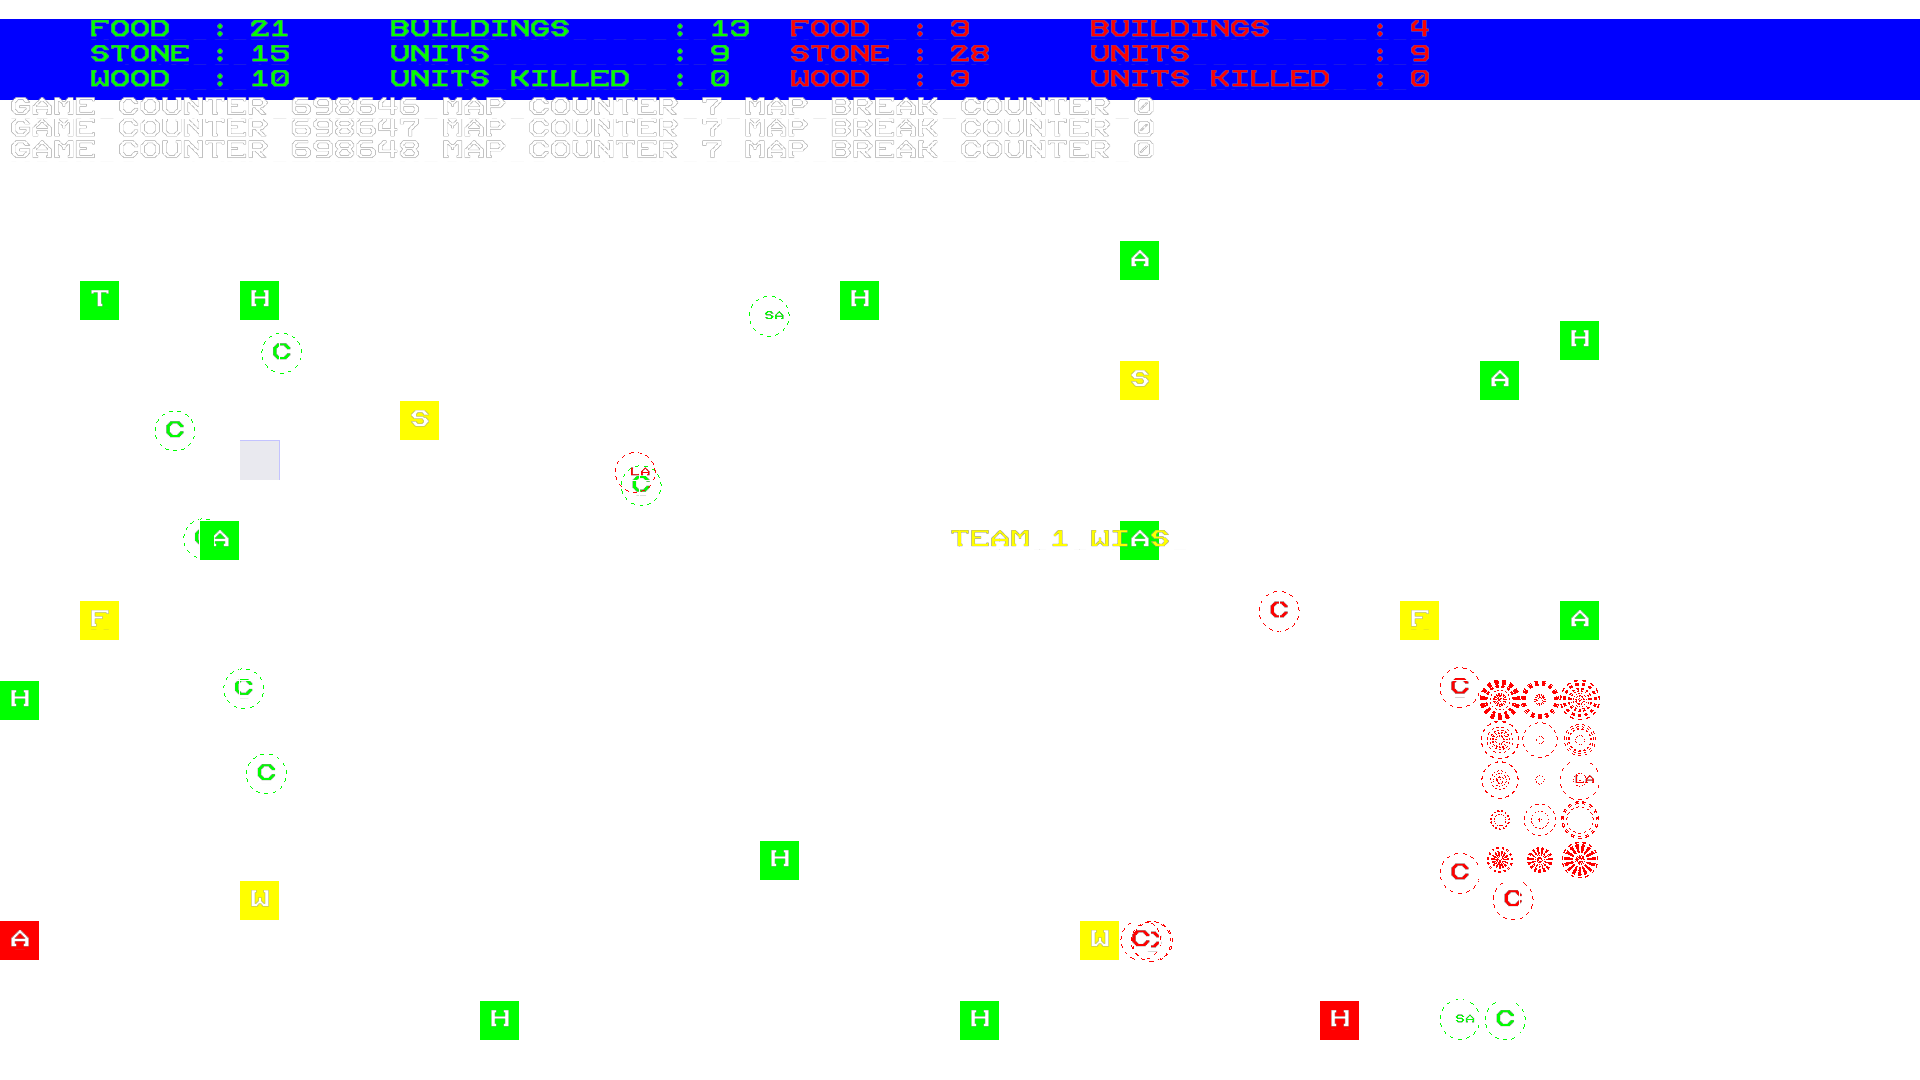 FOOD : 21 BUILDINGS : 13 FOOD : 3 BUILDINGS : 4
STONE : 15 UNITS : 9 STONE : 28 UNITS : 9
WOOD : 10 UNITS KILLED : 0 WOOD : 3 UNITS KILLED : 0
GAME COUNTER 698646 MAP COUNTER 7 MAP BREAK COUNTER 0
GAME COUNTER 698647 MAP COUNTER 7 MAP BREAK COUNTER 0
GAME COUNTER 698648 MAP COUNTER 7 MAP BREAK COUNTER 0
A
T H SA H
H
C S A
S
C
LA
C
A TEAM 1 WI A S
F C F A
H C C
C LA
H
C
W C
A W C
H H H SA C